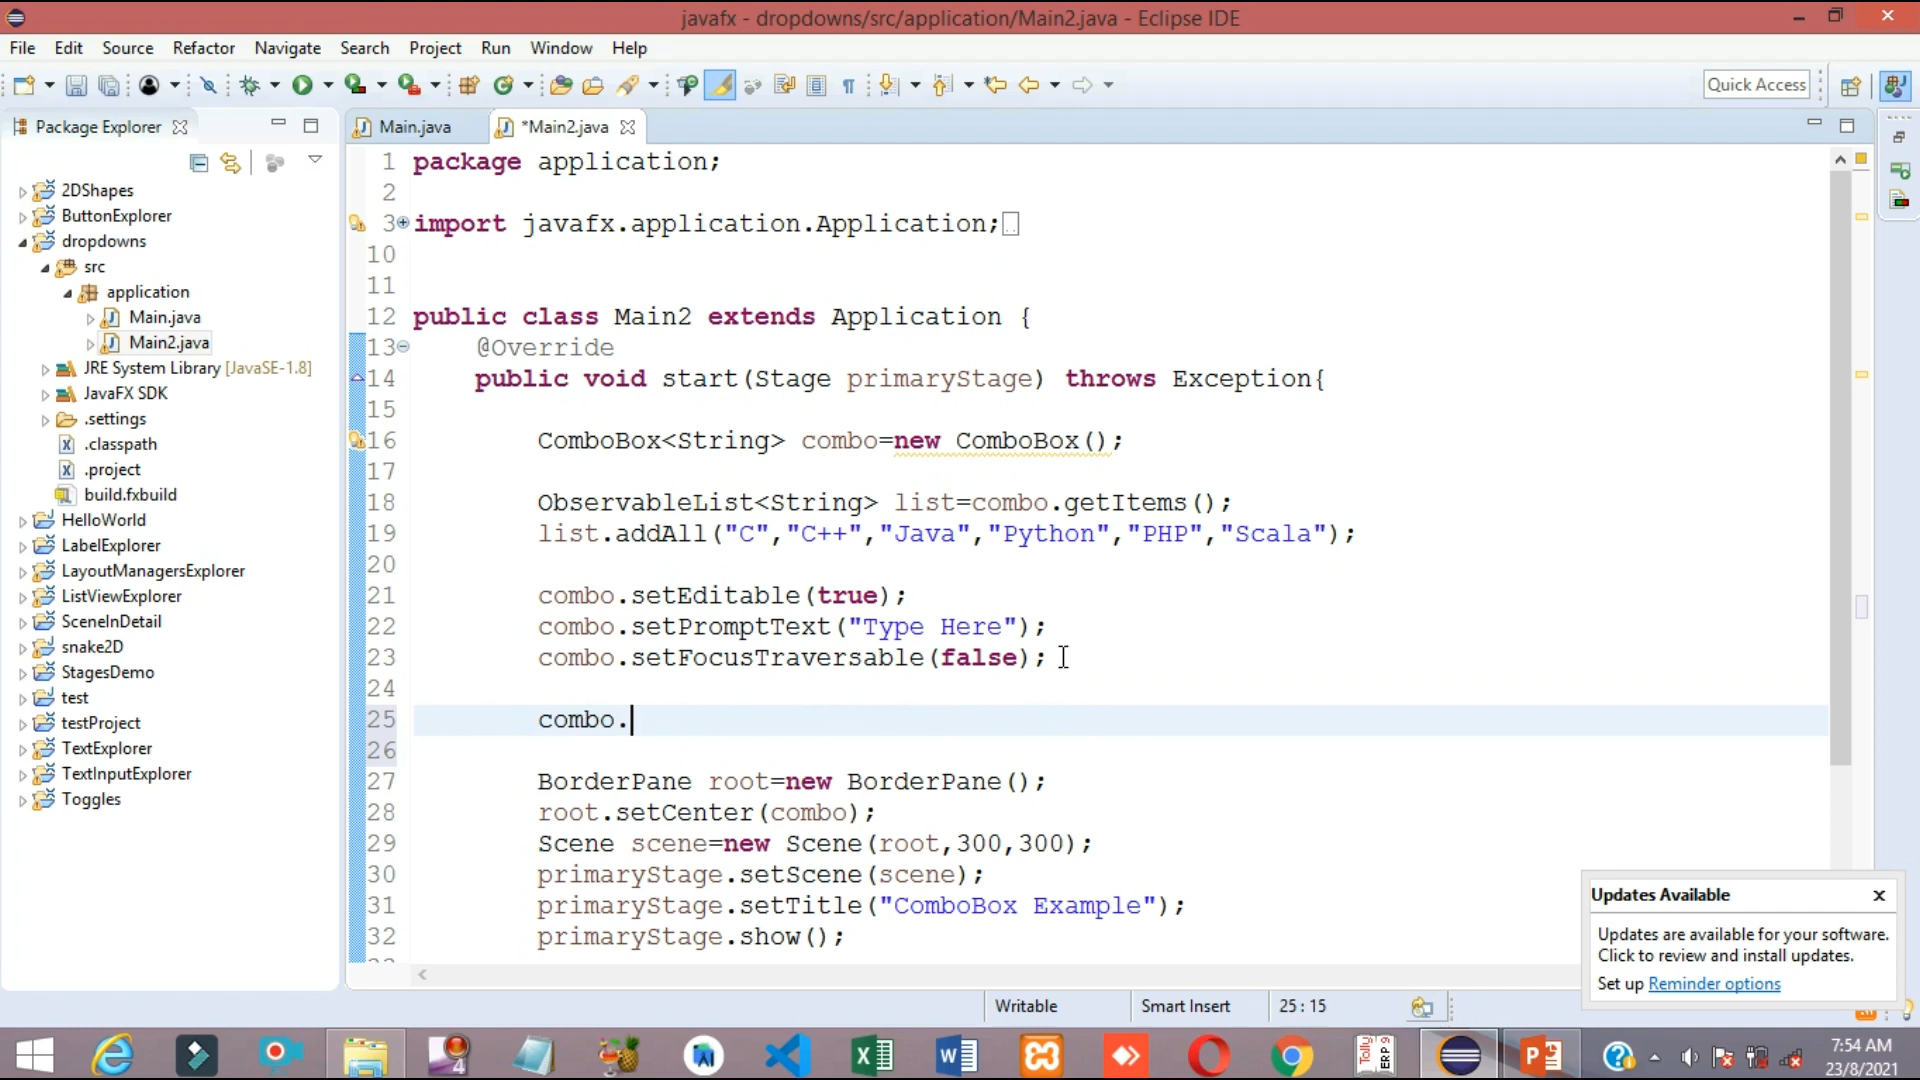 javafx - dropdowns/src/application/Main2.java - Eclipse IDE
File Edit Source Refactor Navigate Search Project Run Window Help
Quick Access
Package Explorer
Main.java
*Main2.java
2DShapes
ButtonExplorer
dropdowns
src
application
Main.java
Main2.java
JRE System Library [JavaSE-1.8]
JavaFX SDK
.settings
.classpath
.project
build.fxbuild
HelloWorld
LabelExplorer
LayoutManagersExplorer
ListViewExplorer
SceneInDetail
snake2D
StagesDemo
test
testProject
TextExplorer
TextInputExplorer
Toggles
1 package application;
2
3 import javafx.application.Application;
10
11
12 public class Main2 extends Application {
13 @Override
14 public void start(Stage primaryStage) throws Exception{
15
16 ComboBox<String> combo=new ComboBox();
17
18 ObservableList<String> list=combo.getItems();
19 list.addAll("C","C++","Java","Python","PHP","Scala");
20
21 combo.setEditable(true);
22 combo.setPromptText("Type Here");
23 combo.setFocusTraversable(false);
24
25 combo.
26
27 BorderPane root=new BorderPane();
28 root.setCenter(combo);
29 Scene scene=new Scene(root,300,300);
30 primaryStage.setScene(scene);
31 primaryStage.setTitle("ComboBox Example");
32 primaryStage.show();
Updates Available
Updates are available for your software.
Click to review and install updates.
Set up Reminder options
Writable
Smart Insert
25 : 15
7:54 AM
23/8/2021